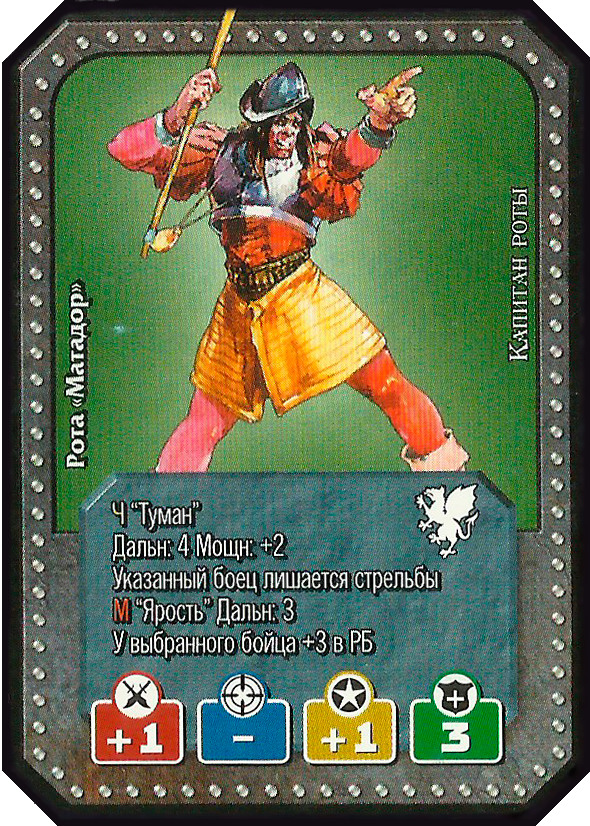 Рота «Матадор»
Капитан роты
Ч “Туман”
Дальн: 4 Мощн: +2
Указанный боец лишается стрельбы
М “Ярость” Дальн: 3
У выбранного бойца +3 в РБ
+1
-
+1
3